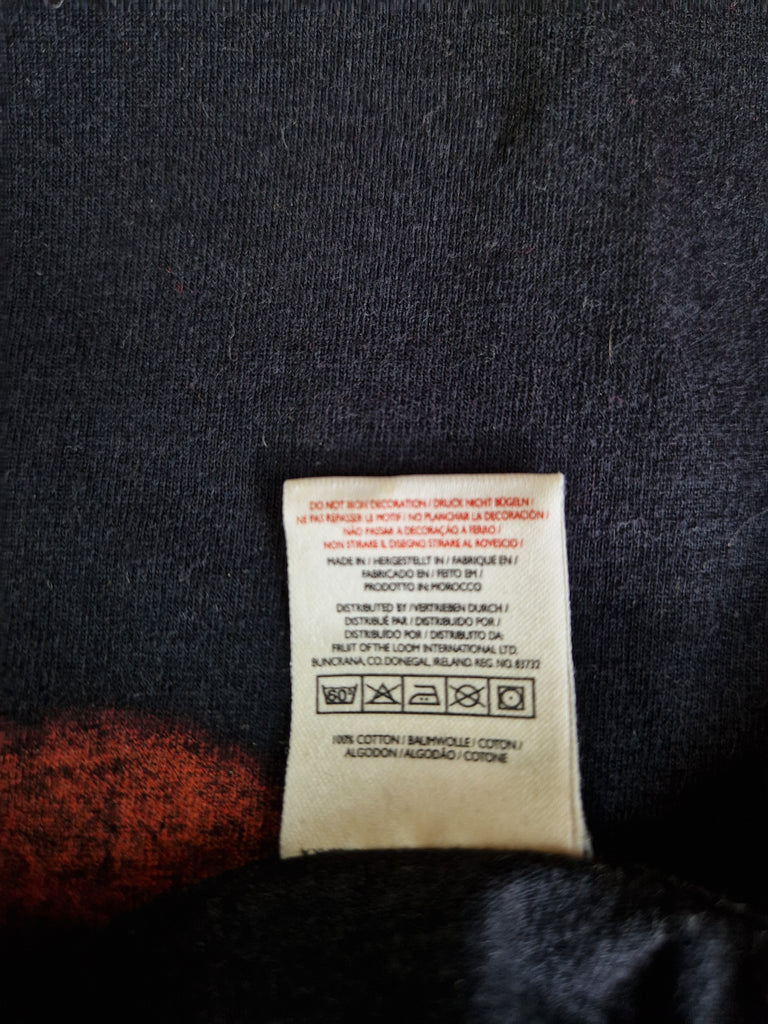 DO NOT IRON DECORATION / DRUCK NICHT BÜGELN /
NE PAS REPASSER LE MOTIF / NO PLANCHAR LA DECORACIÓN /
NÃO PASSAR A DECORAÇÃO A FERRO /
NON STIRARE IL DISEGNO STIRARE AL ROVESCIO /
MADE IN / HERGESTELLT IN / FABRIQUE EN /
FABRICADO EN / FEITO EM /
PRODOTTO IN: MOROCCO
DISTRIBUTED BY /VERTRIEBEN DURCH /
DISTRIBUÉ PAR / DISTRIBUIDO POR /
DISTRIBUÍDO POR / DISTRIBUITO DA:
FRUIT OF THE LOOM INTERNATIONAL LTD.
BUNCRANA, CO. DONEGAL, IRELAND. REG. NO. 83732
60°
100% COTTON / BAUMWOLLE / COTON /
ALGODON / ALGODÃO / COTONE